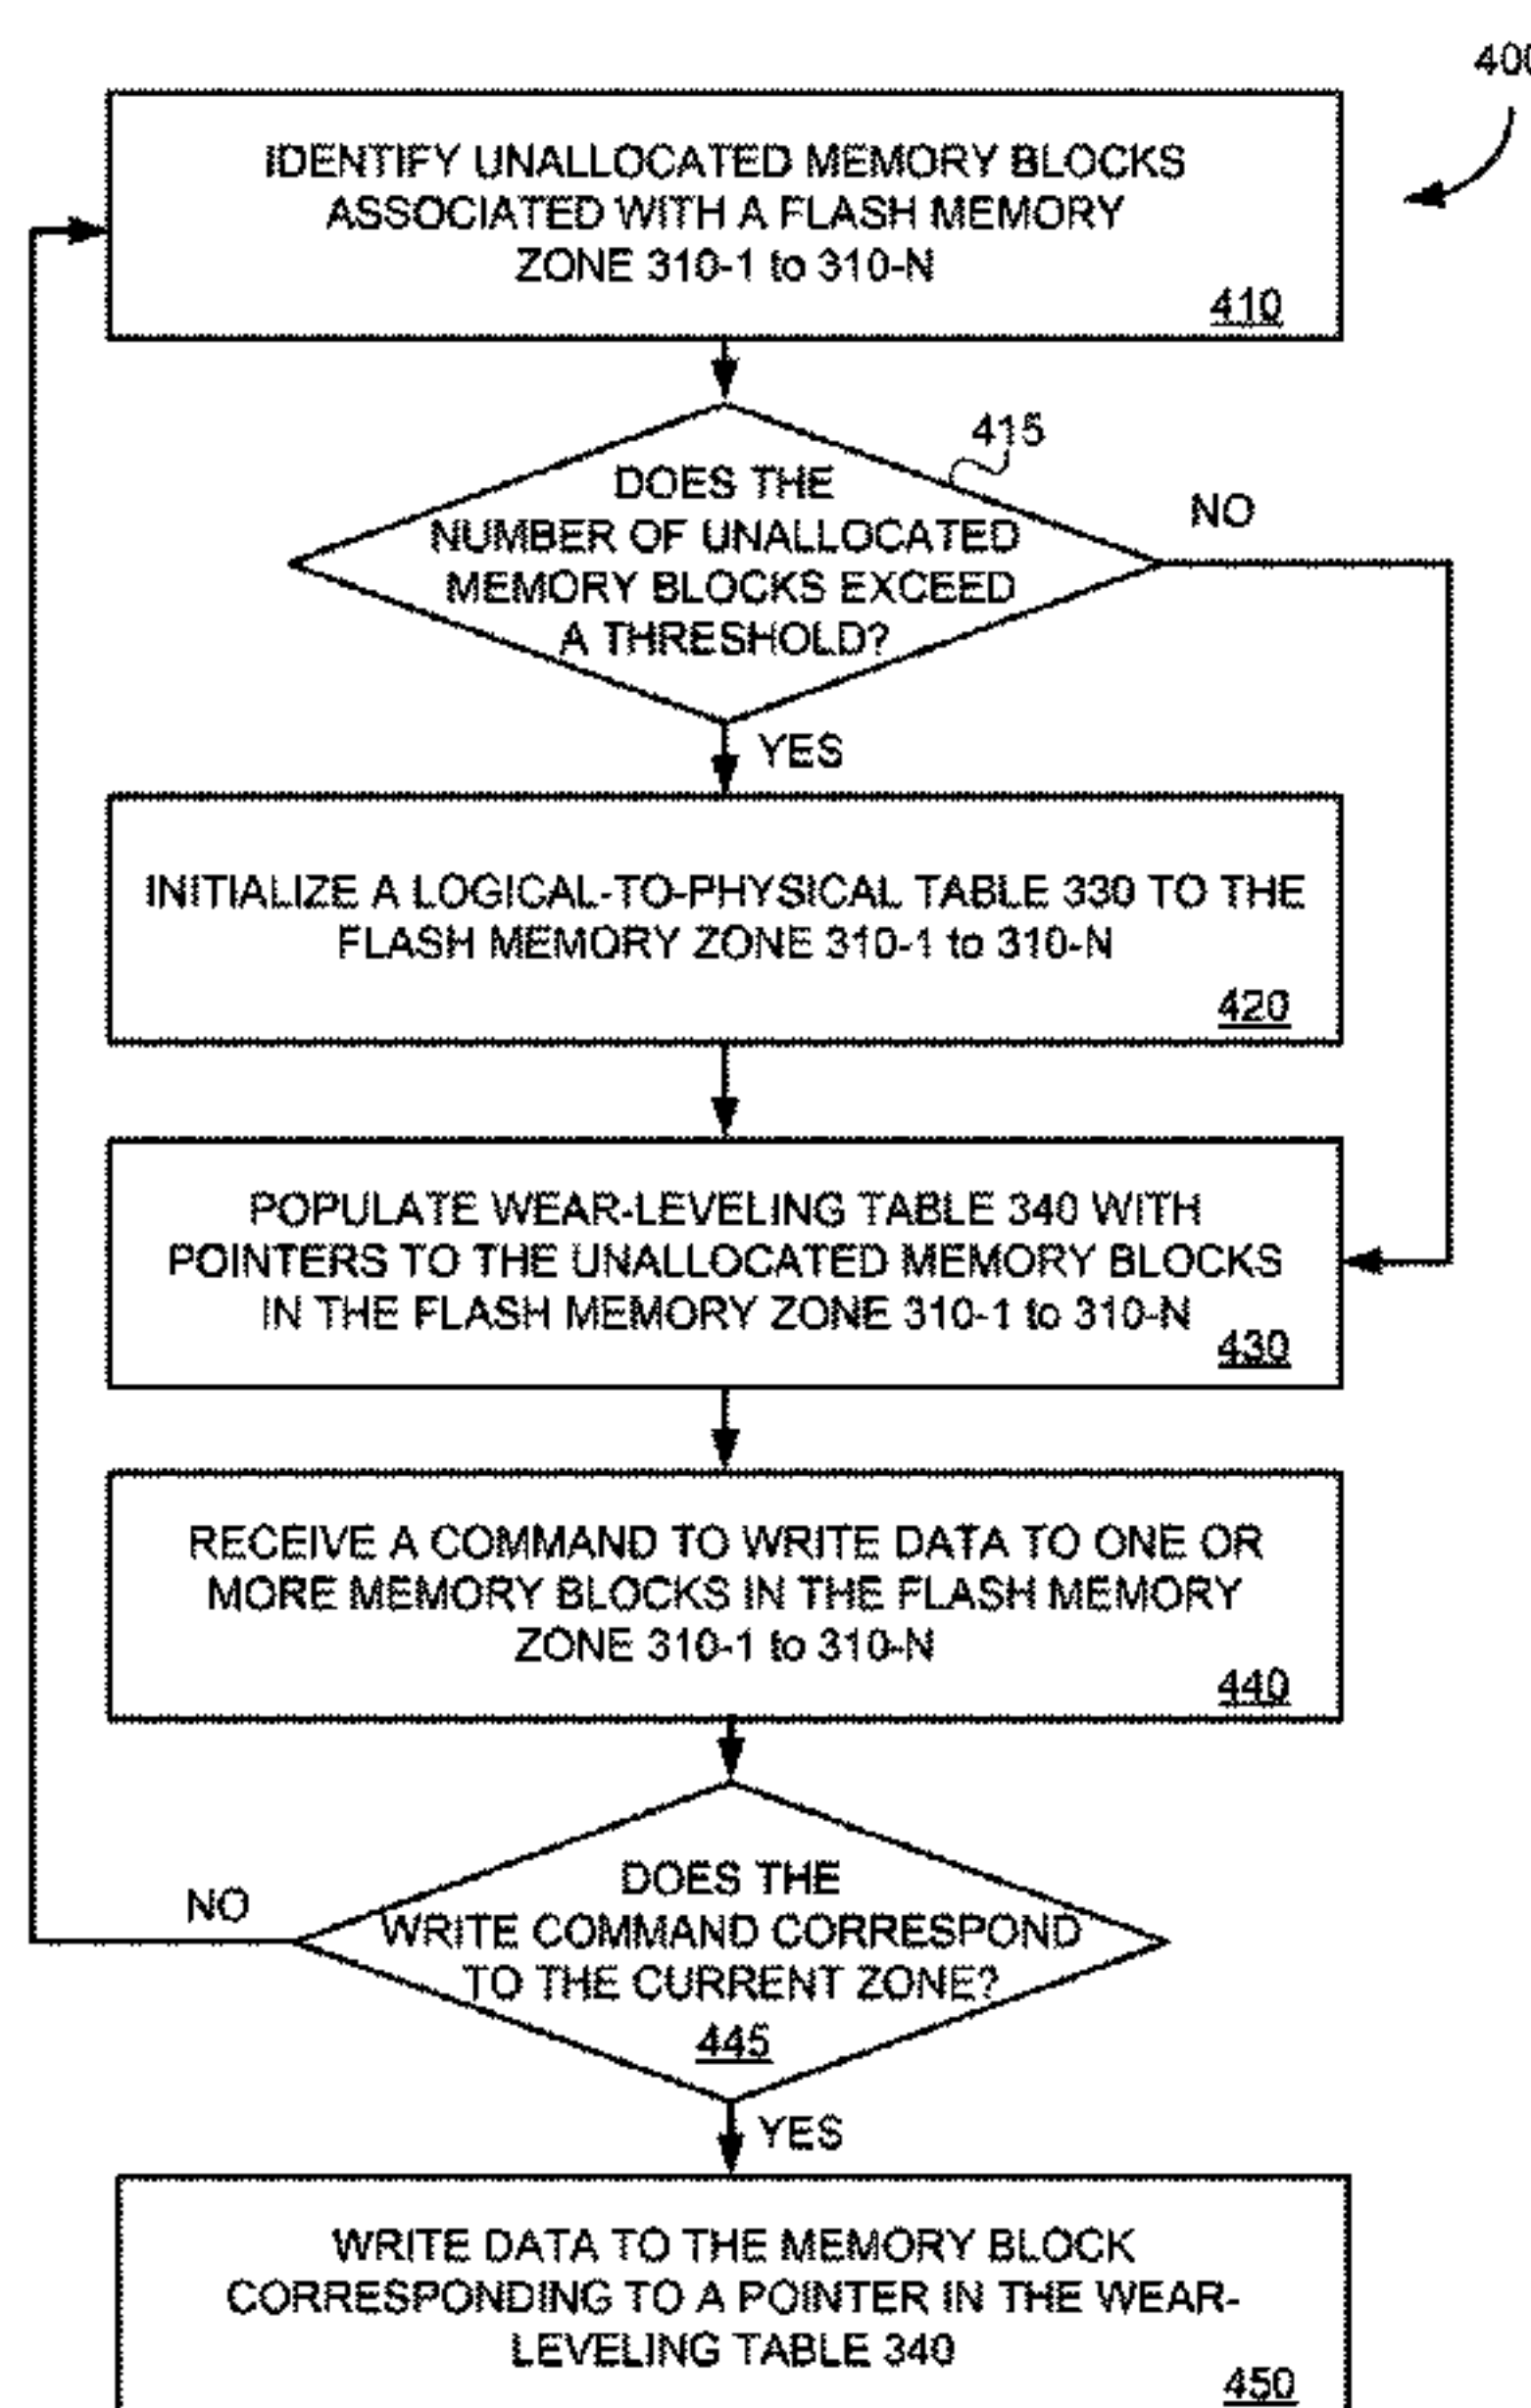 400
IDENTIFY UNALLOCATED MEMORY BLOCKS
ASSOCIATED WITH A FLASH MEMORY
ZONE 310-1 to 310-N
410
415
DOES THE
NUMBER OF UNALLOCATED
MEMORY BLOCKS EXCEED
A THRESHOLD?
NO
YES
INITIALIZE A LOGICAL-TO-PHYSICAL TABLE 330 TO THE
FLASH MEMORY ZONE 310-1 to 310-N
420
POPULATE WEAR-LEVELING TABLE 340 WITH
POINTERS TO THE UNALLOCATED MEMORY BLOCKS
IN THE FLASH MEMORY ZONE 310-1 to 310-N
430
RECEIVE A COMMAND TO WRITE DATA TO ONE OR
MORE MEMORY BLOCKS IN THE FLASH MEMORY
ZONE 310-1 to 310-N
440
NO
DOES THE
WRITE COMMAND CORRESPOND
TO THE CURRENT ZONE?
445
YES
WRITE DATA TO THE MEMORY BLOCK
CORRESPONDING TO A POINTER IN THE WEAR-
LEVELING TABLE 340
450